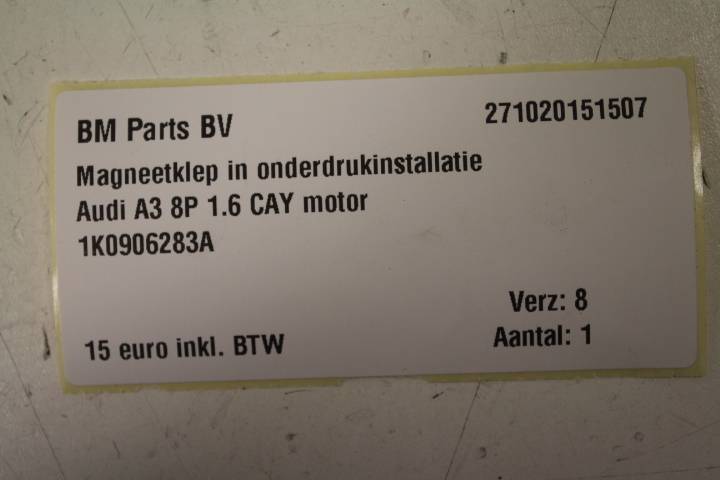 BM Parts BV
271020151507
Magneetklep in onderdrukinstallatie
Audi A3 8P 1.6 CAY motor
1K0906283A
Verz: 8
15 euro inkl. BTW
Aantal: 1